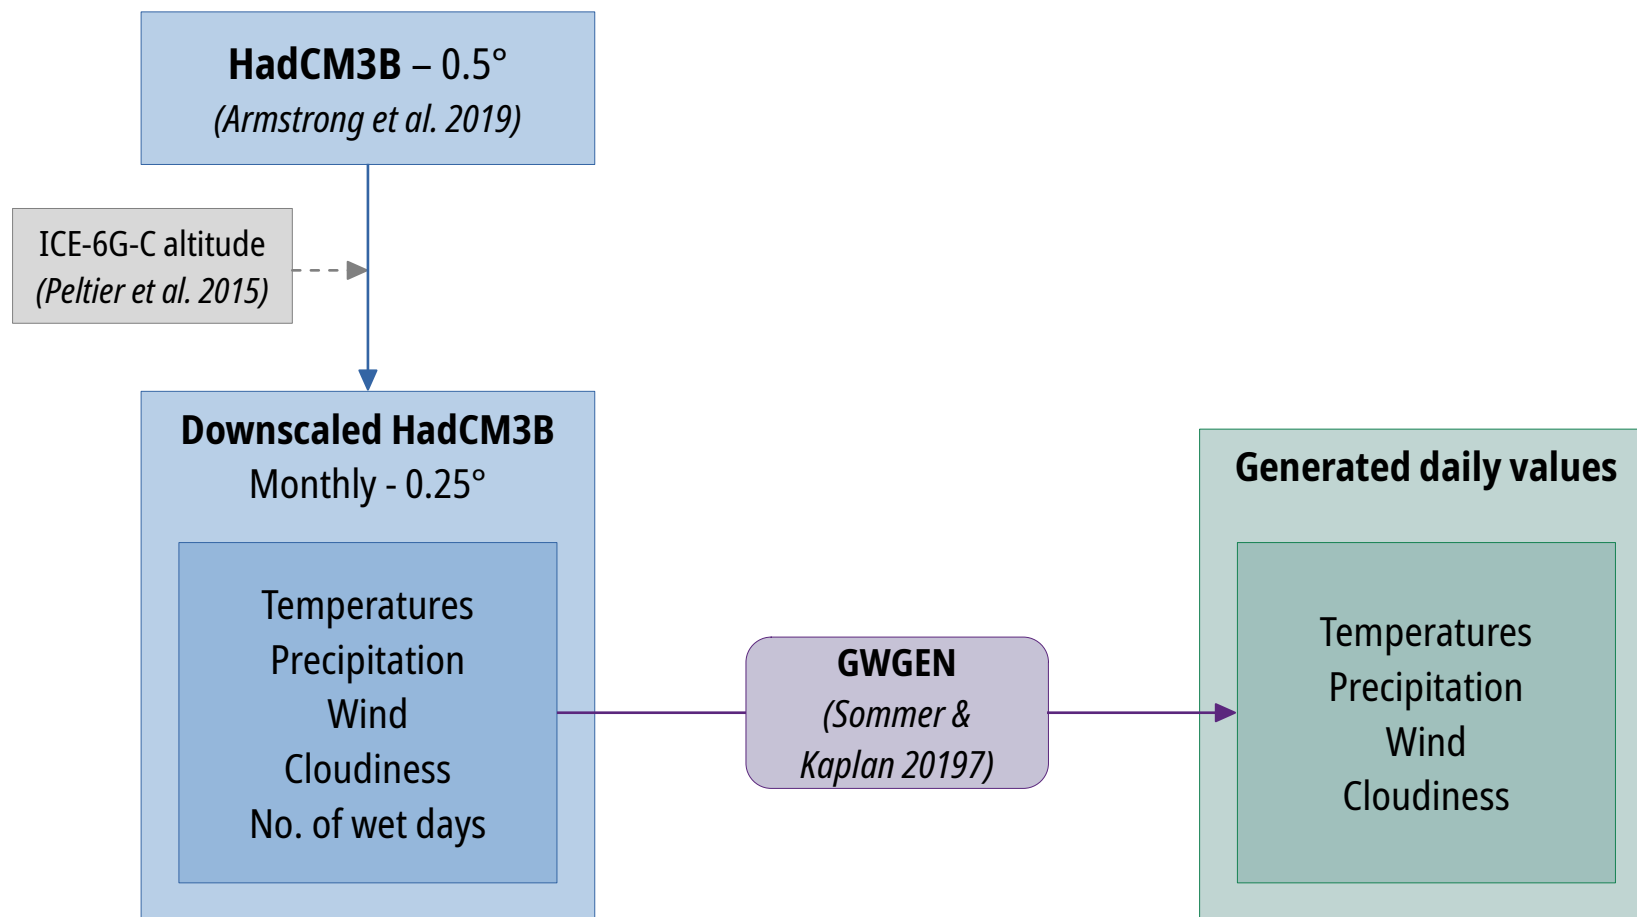 HadCM3B – 0.5°
(Armstrong et al. 2019)
ICE-6G-C altitude
(Peltier et al. 2015)
Downscaled HadCM3B
Monthly - 0.25°
Temperatures
Precipitation
Wind
Cloudiness
No. of wet days
GWGEN
(Sommer &
Kaplan 20197)
Generated daily values
Temperatures
Precipitation
Wind
Cloudiness